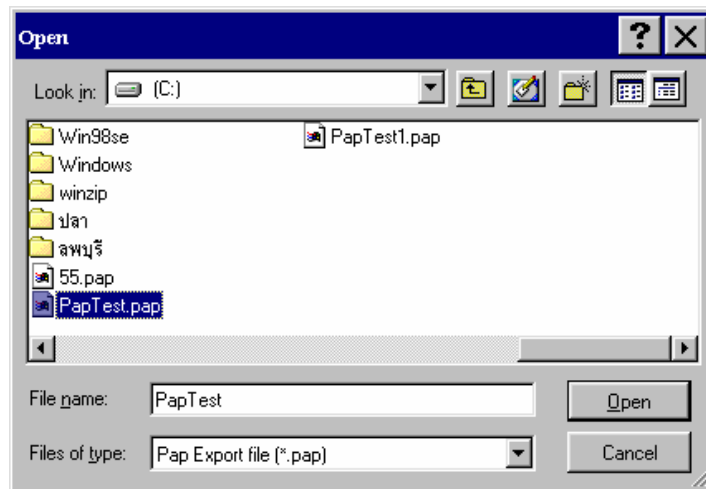 Open
Look in: (C:)
Win98se
Windows
winzip
ปลา
ลพบุรี
55.pap
PapTest.pap
PapTest1.pap
File name: PapTest Open
Files of type: Pap Export file (*.pap) Cancel